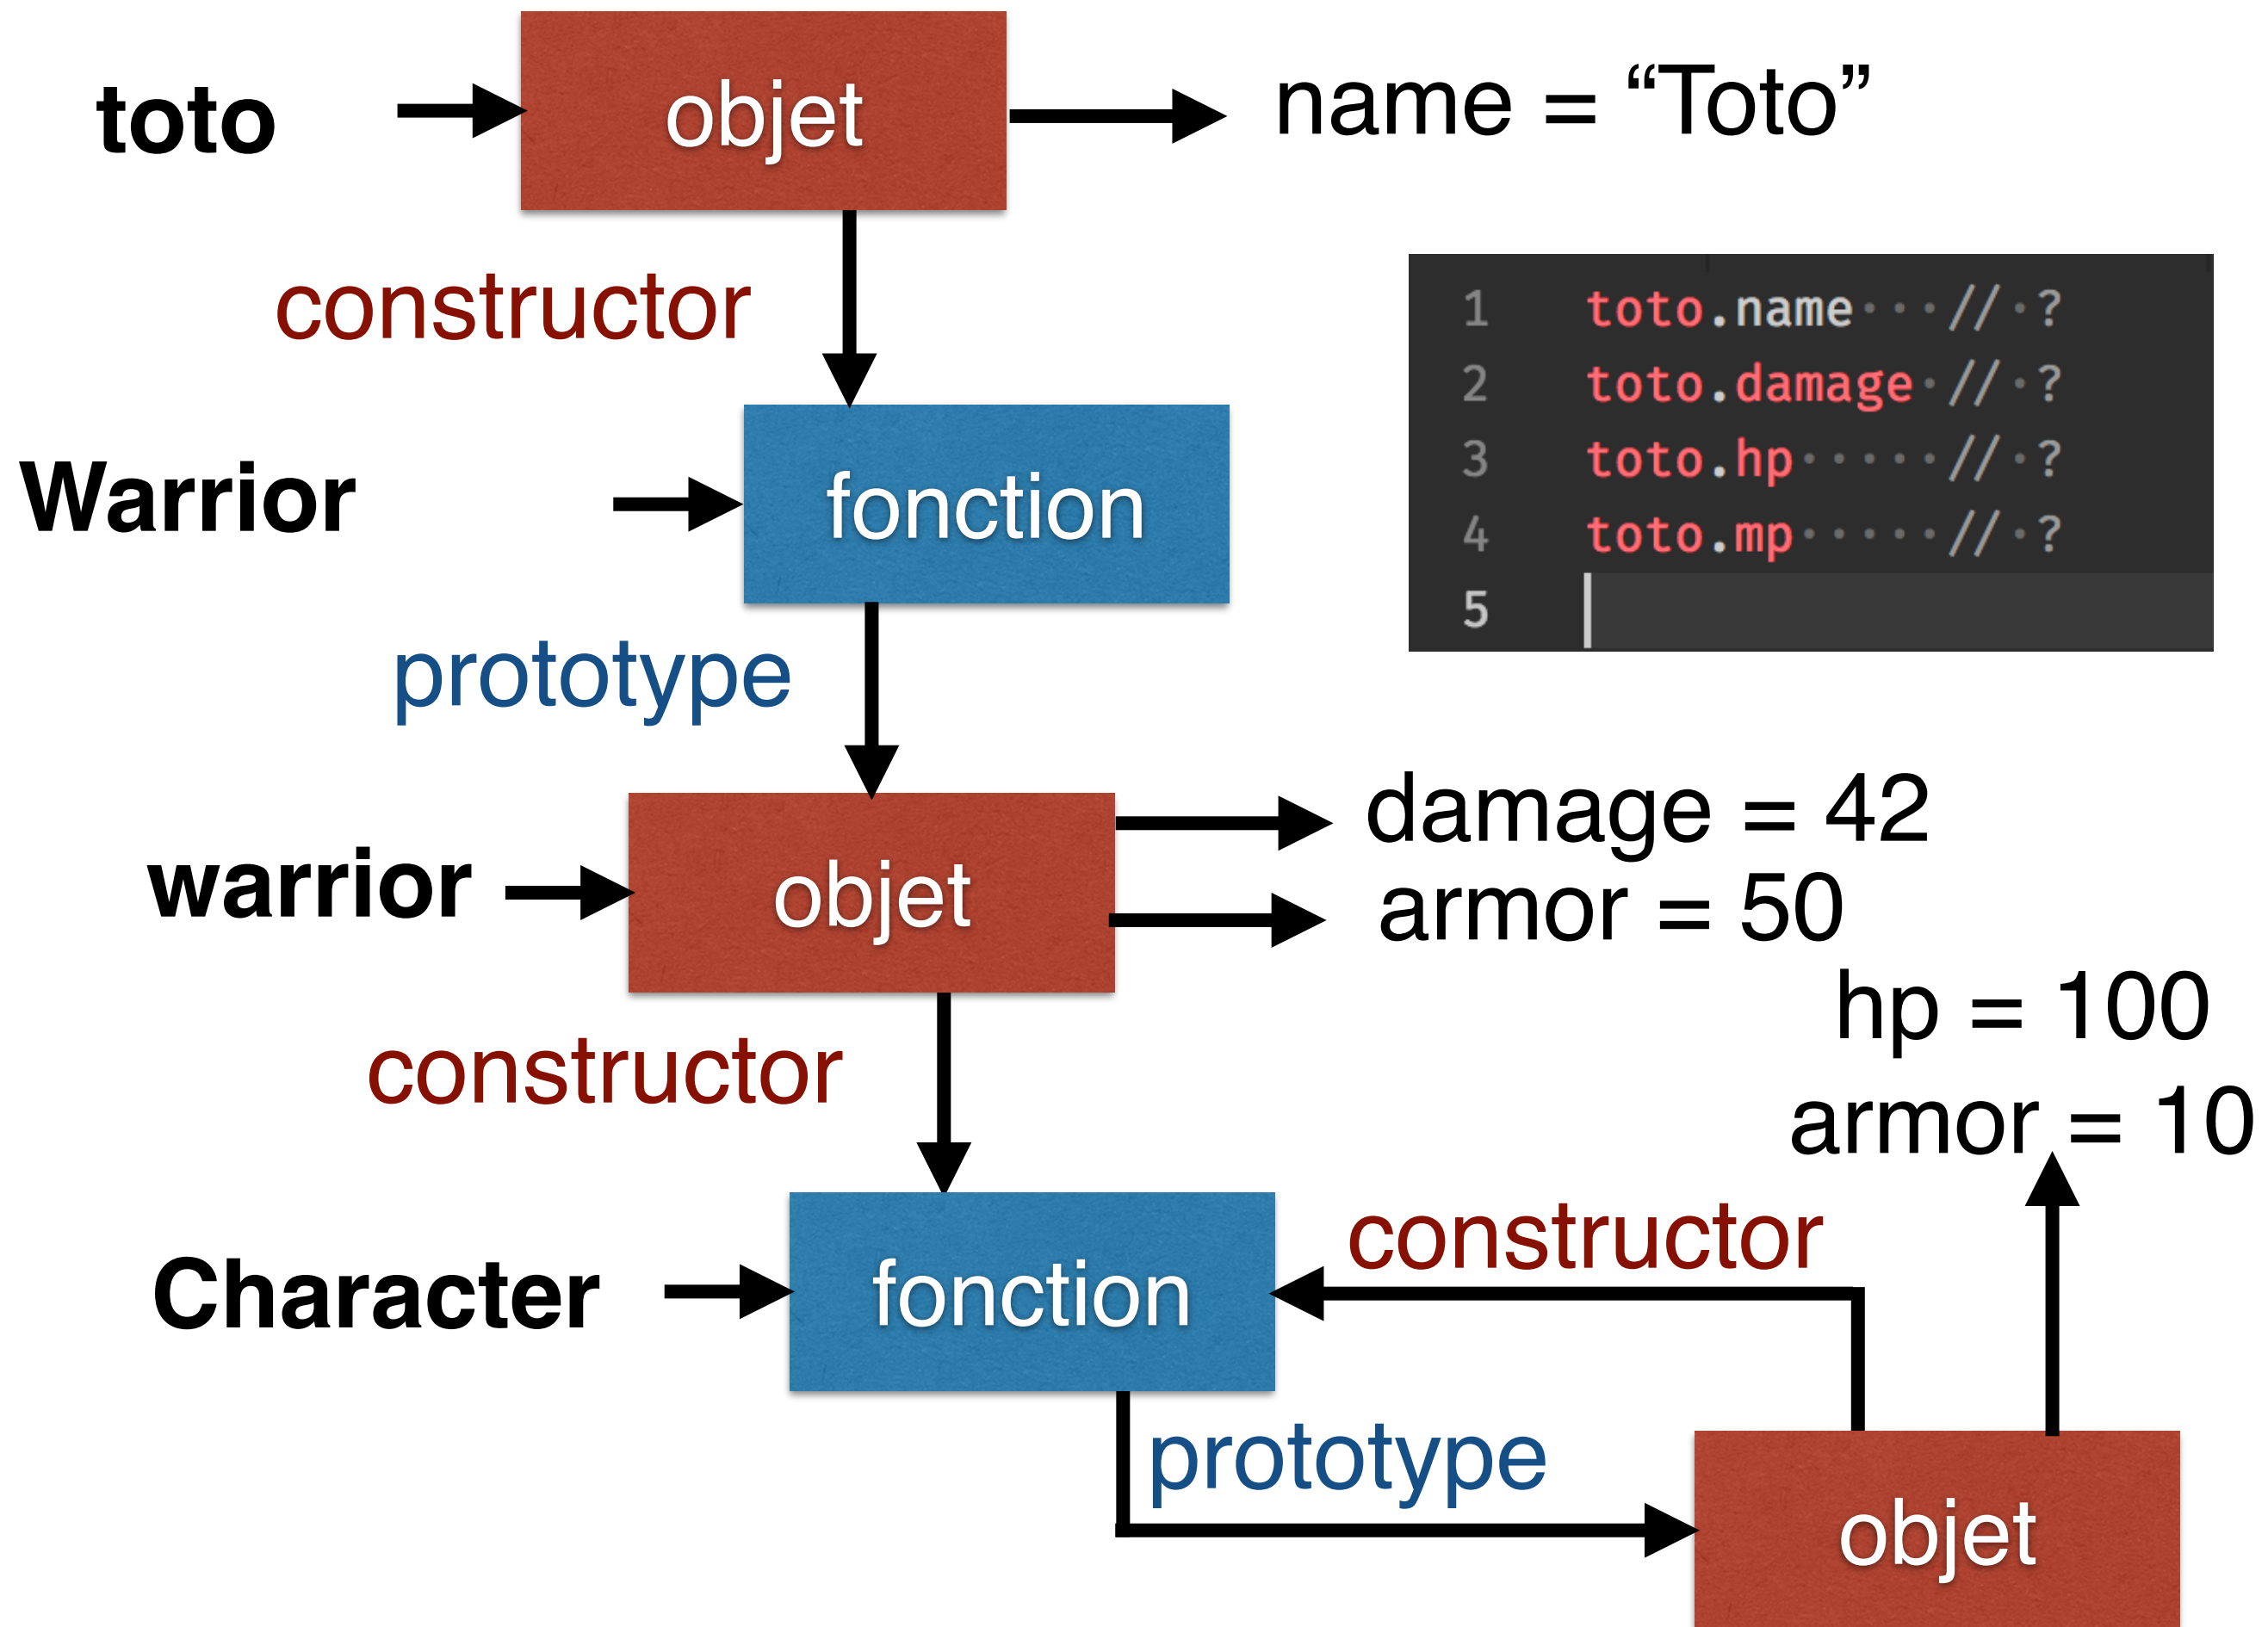 toto
objet
name = “Toto”
constructor
1 toto.name···//·?
2 toto.damage·//·?
3 toto.hp·····//·?
4 toto.mp·····//·?
5
Warrior
fonction
prototype
warrior
objet
damage = 42
armor = 50
hp = 100
armor = 10
constructor
Character
fonction
constructor
prototype
objet